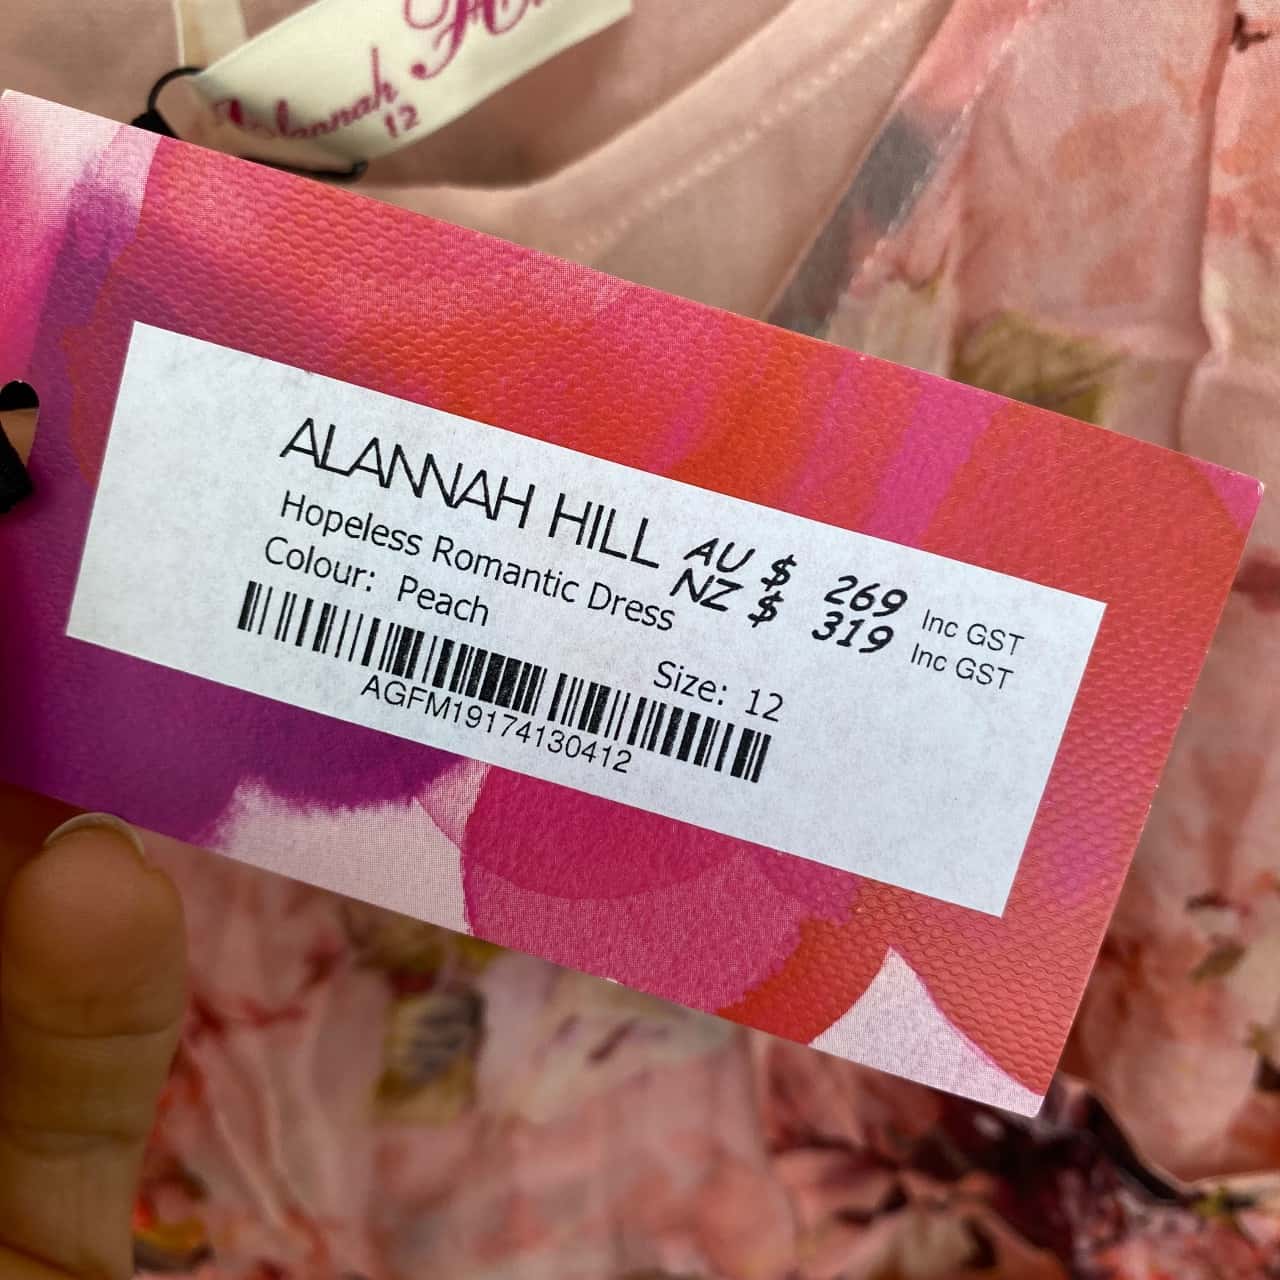 Alannah
12
ALANNAH HILL
Hopeless Romantic Dress
Colour: Peach
AU $ 269 Inc GST
NZ $ 319 Inc GST
Size: 12
AGFM19174130412